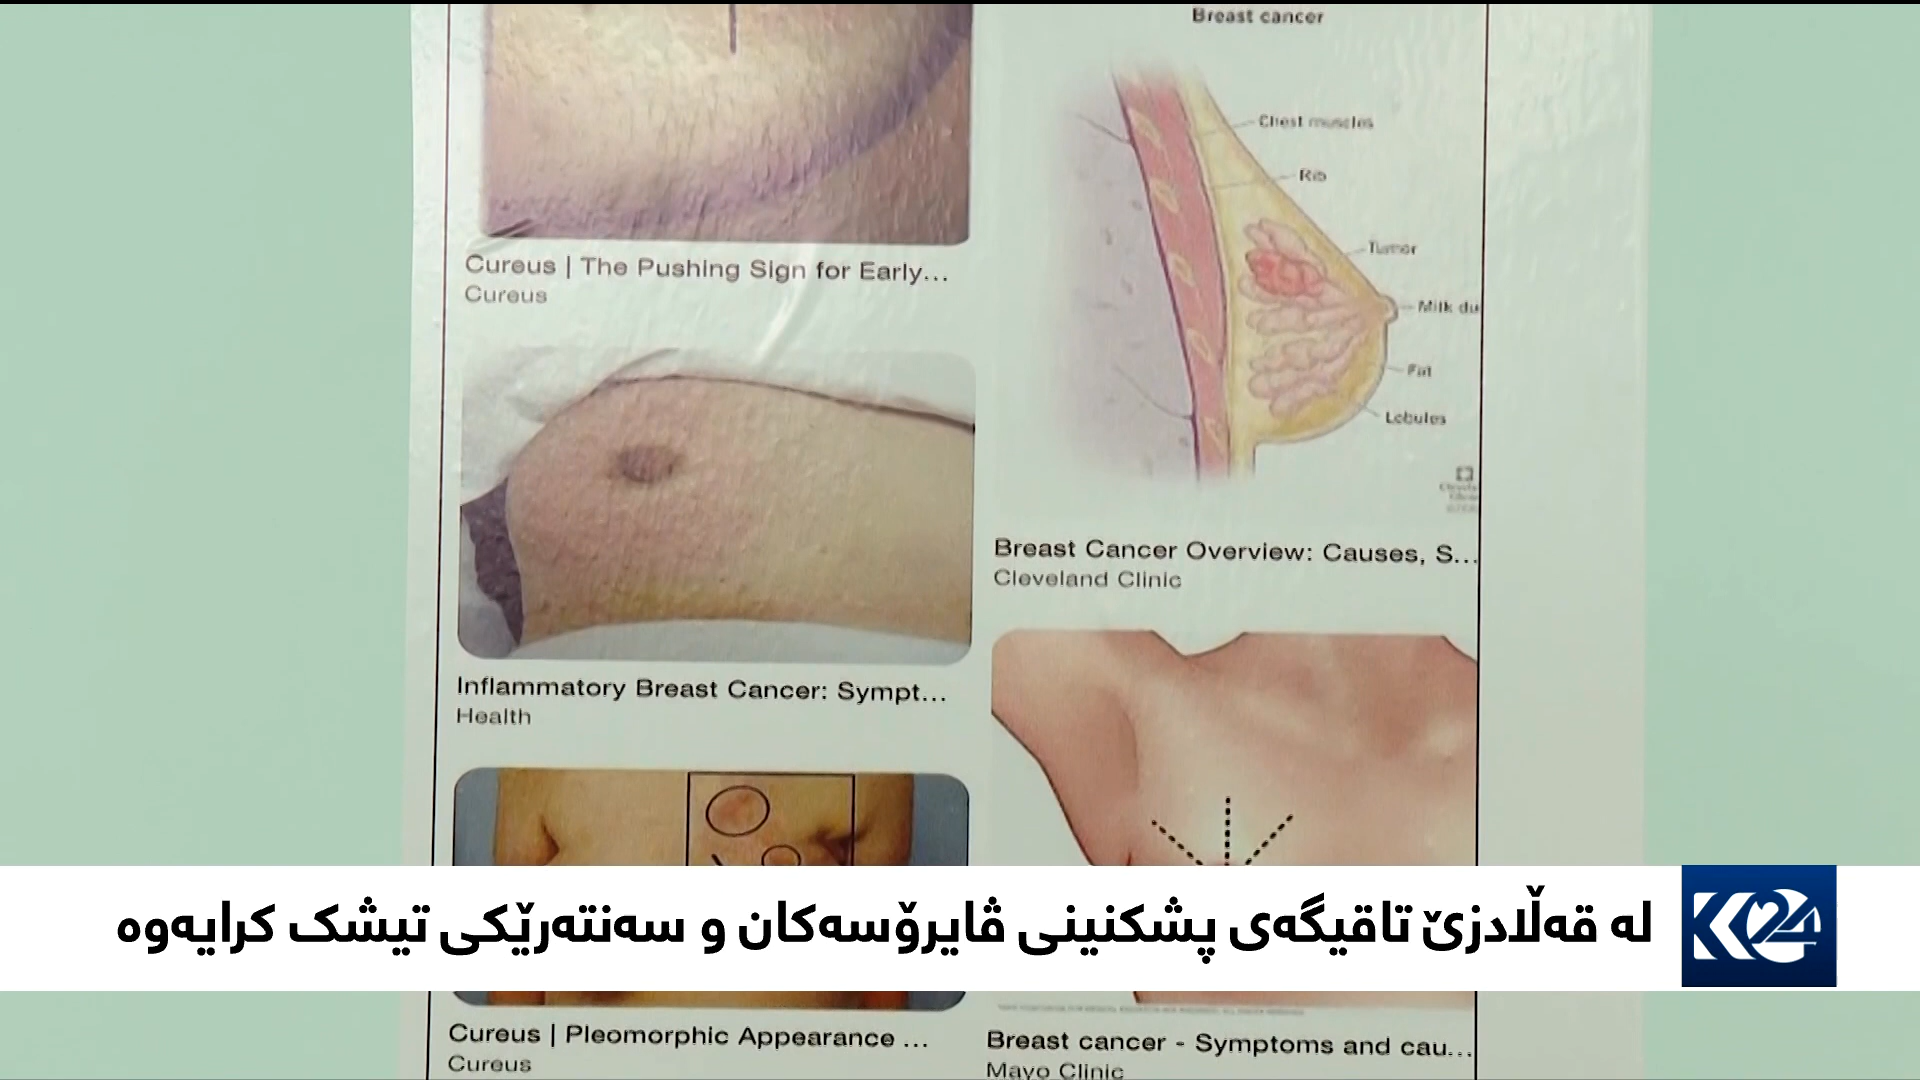 Breast cancer
Chest muscles
Rib
Tumor
Milk du
Fat
Lobules
Cureus | The Pushing Sign for Early...
Cureus
Breast Cancer Overview: Causes, S...
Cleveland Clinic
Inflammatory Breast Cancer: Sympt...
Health
لە قەڵادزێ تاقیگەی پشکنینی ڤایرۆسەکان و سەنتەرێکی تیشک کرایەوە
K24
Cureus | Pleomorphic Appearance ...
Cureus
Breast cancer - Symptoms and cau...
Mayo Clinic